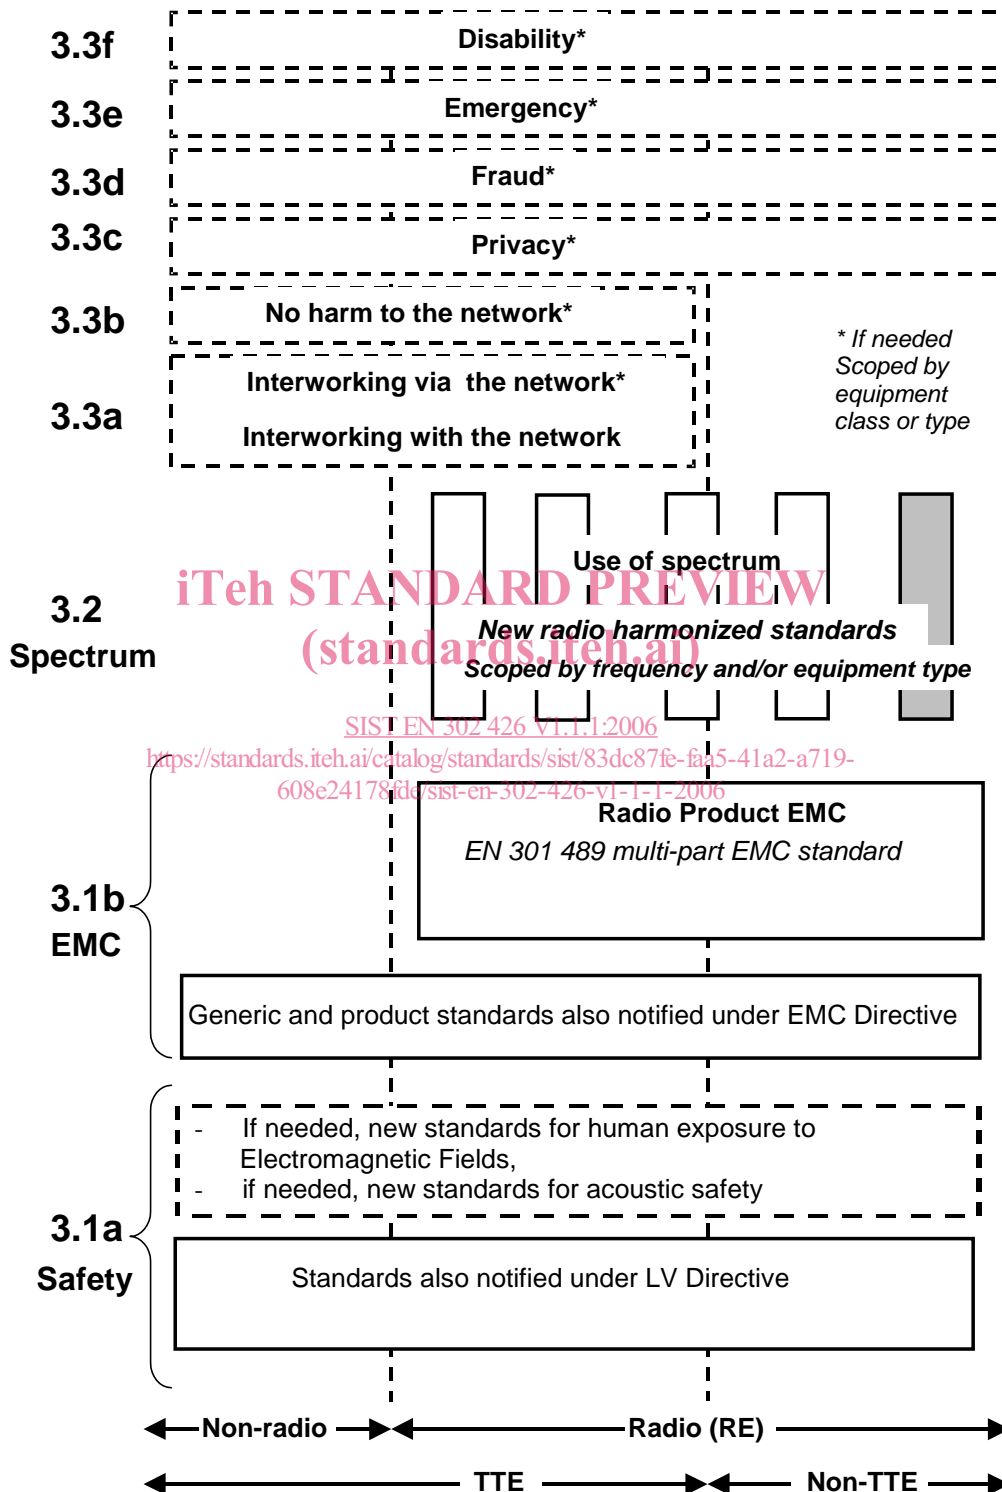 3.3f
Disability*
3.3e
Emergency*
3.3d
Fraud*
3.3c
Privacy*
3.3b
No harm to the network*
* If needed
Scoped by
equipment
class or type
3.3a
Interworking via the network*
Interworking with the network
Use of spectrum
iTeh STANDARD PREVIEW
3.2
Spectrum
New radio harmonized standards
(standards.iteh.ai)
Scoped by frequency and/or equipment type
SIST EN 302 426 V1.1.1:2006
https://standards.iteh.ai/catalog/standards/sist/83dc87fe-faa5-41a2-a719-
608e24178fde/sist-en-302-426-v1-1-1-2006
Radio Product EMC
EN 301 489 multi-part EMC standard
3.1b
EMC
Generic and product standards also notified under EMC Directive
- If needed, new standards for human exposure to
Electromagnetic Fields,
- if needed, new standards for acoustic safety
3.1a
Safety
Standards also notified under LV Directive
Non-radio
Radio (RE)
TTE
Non-TTE